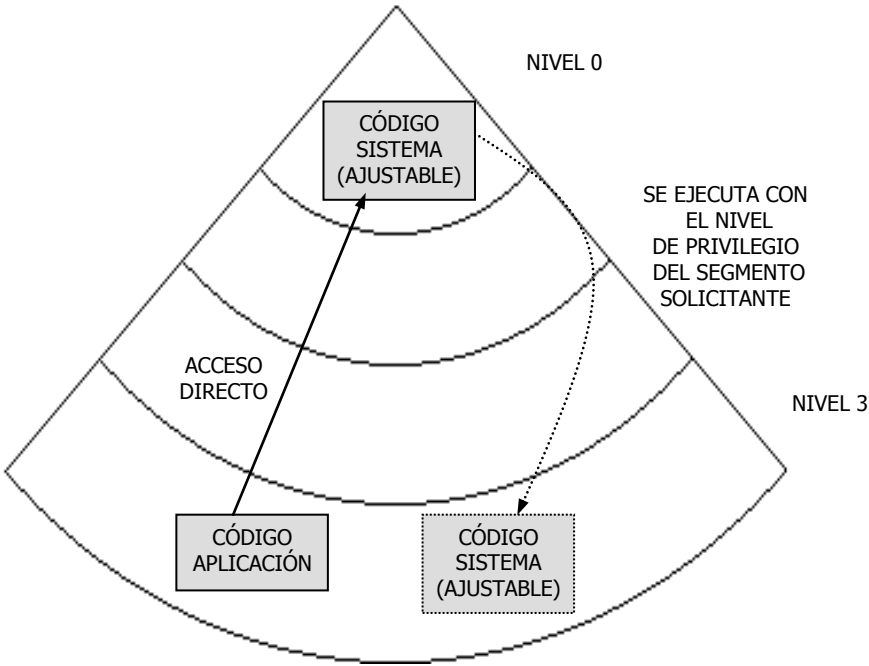 NIVEL 0
CÓDIGO
SISTEMA
(AJUSTABLE)
SE EJECUTA CON
EL NIVEL
DE PRIVILEGIO
DEL SEGMENTO
SOLICITANTE
ACCESO
DIRECTO
NIVEL 3
CÓDIGO
APLICACIÓN
CÓDIGO
SISTEMA
(AJUSTABLE)